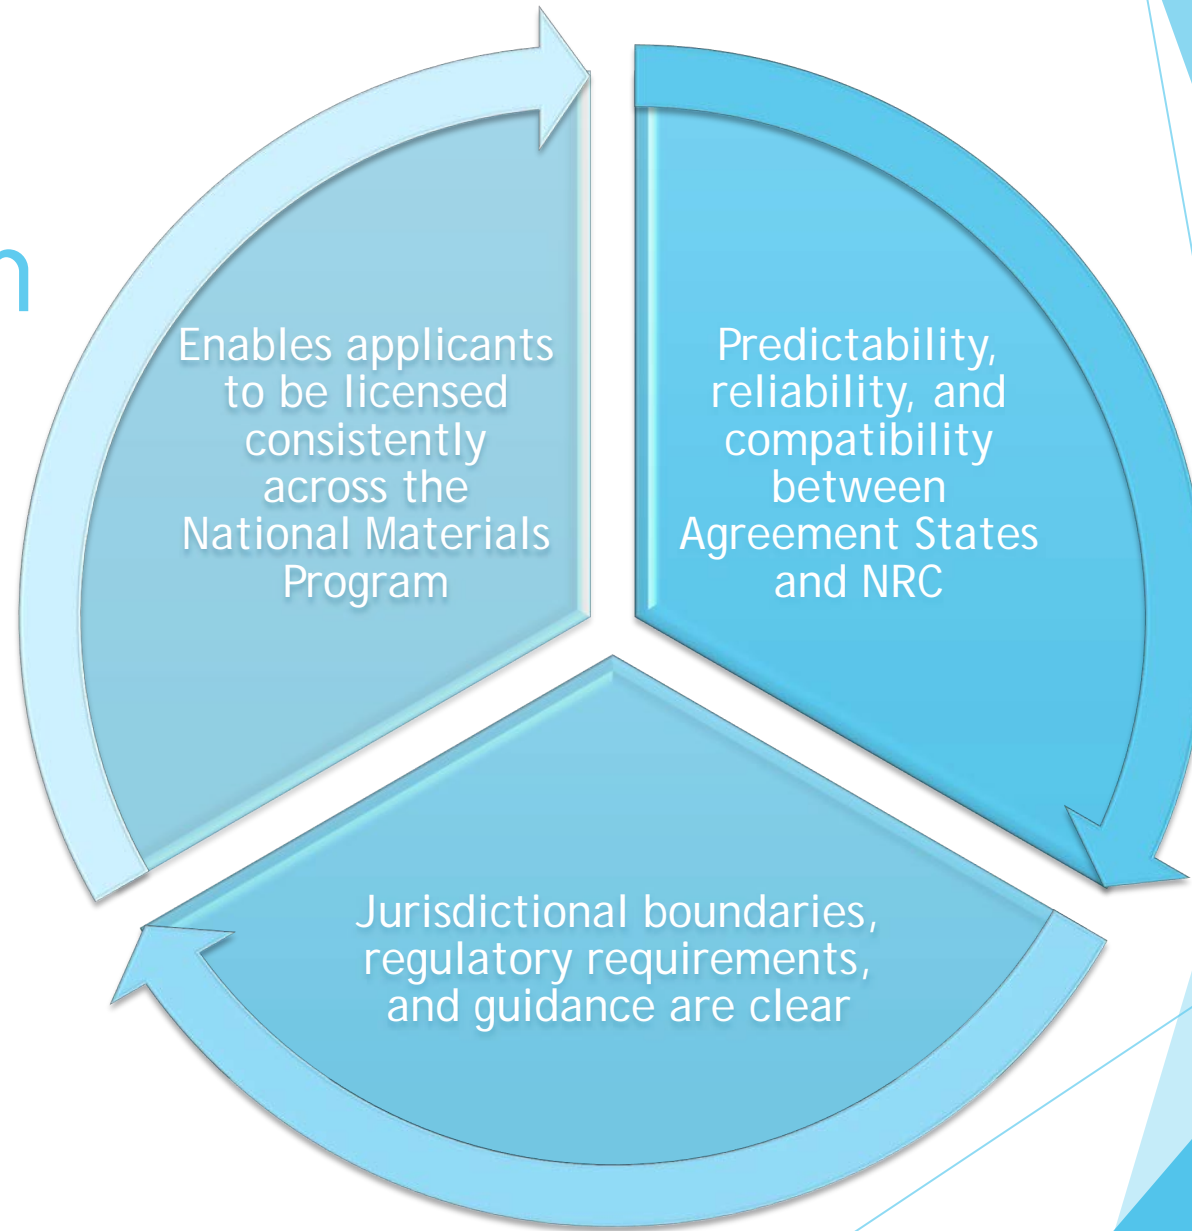 n
Enables applicants
to be licensed
consistently
across the
National Materials
Program
Predictability,
reliability, and
compatibility
between
Agreement States
and NRC
Jurisdictional boundaries,
regulatory requirements,
and guidance are clear